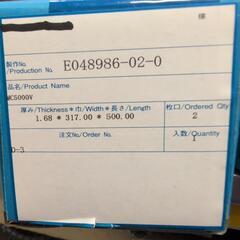 様
製作No.
/Production No. E048986-02-0
品名/Product Name
MC5000V
厚み/Thickness*巾/Width*長さ/Length 枚口/Ordered Qty
1.68 * 317.00 * 500.00 2
注文No./Order No. 入数/Quantity
1
D-3